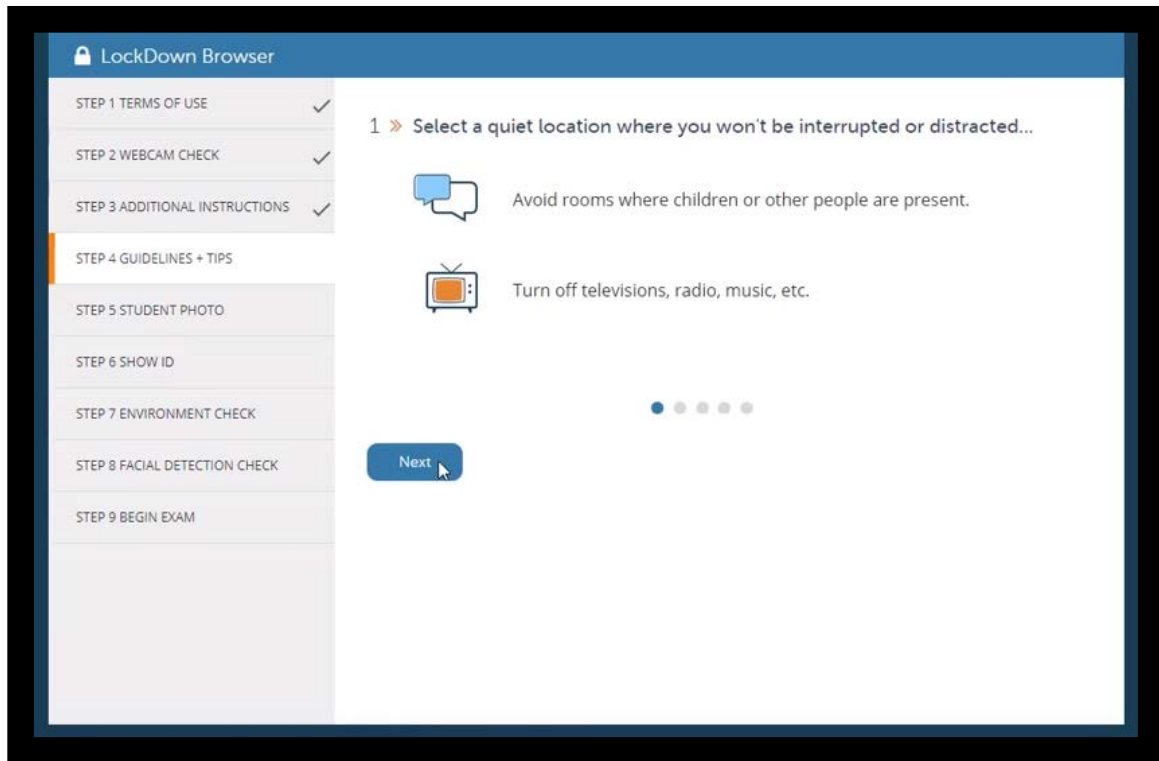 LockDown Browser
STEP 1 TERMS OF USE
STEP 2 WEBCAM CHECK
STEP 3 ADDITIONAL INSTRUCTIONS
STEP 4 GUIDELINES + TIPS
STEP 5 STUDENT PHOTO
STEP 6 SHOW ID
STEP 7 ENVIRONMENT CHECK
STEP 8 FACIAL DETECTION CHECK
STEP 9 BEGIN EXAM
1 » Select a quiet location where you won't be interrupted or distracted...
Avoid rooms where children or other people are present.
Turn off televisions, radio, music, etc.
Next